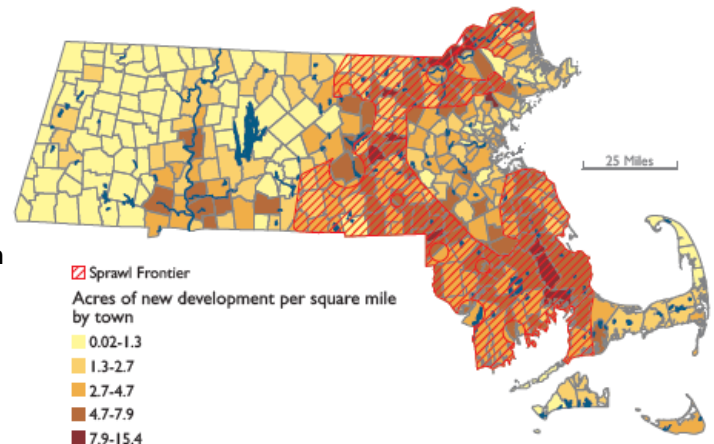 25 Miles
Sprawl Frontier
Acres of new development per square mile
by town
0.02-1.3
1.3-2.7
2.7-4.7
4.7-7.9
7.9-15.4